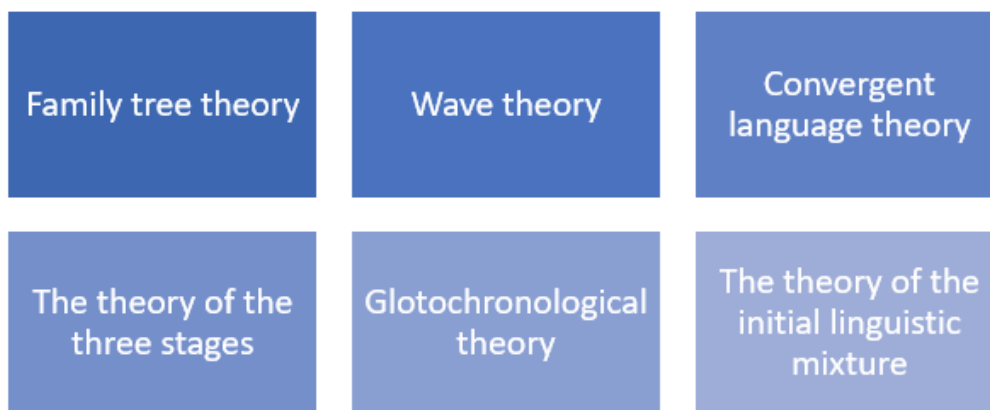 Family tree theory
Wave theory
Convergent
language theory
The theory of the
three stages
Glotochronological
theory
The theory of the
initial linguistic
mixture